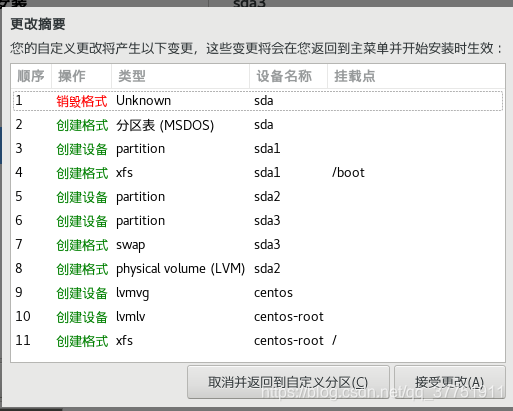 sda3
更改摘要
您的自定义更改将产生以下变更，这些变更将会在您返回到主菜单并开始安装时生效：
顺序 操作 类型 设备名称 挂载点
1 销毁格式 Unknown sda
2 创建格式 分区表 (MSDOS) sda
3 创建设备 partition sda1
4 创建格式 xfs sda1 /boot
5 创建设备 partition sda2
6 创建设备 partition sda3
7 创建格式 swap sda3
8 创建格式 physical volume (LVM) sda2
9 创建设备 lvmvg centos
10 创建设备 lvmlv centos-root
11 创建格式 xfs centos-root /
取消并返回到自定义分区(C) 接受更改(A)
https://blog.csdn.net/qq_37751911